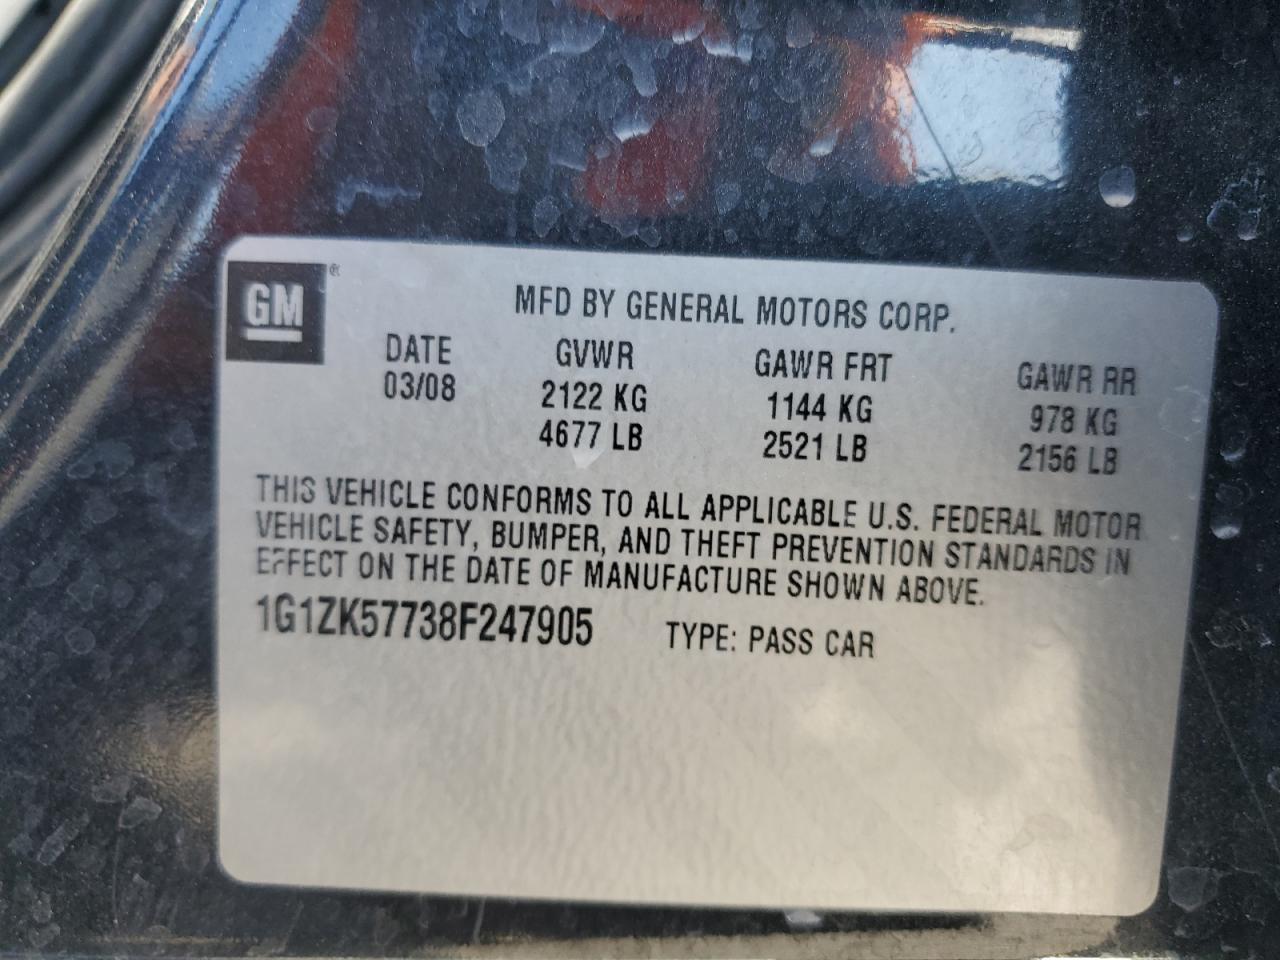 GM ®
MFD BY GENERAL MOTORS CORP.
DATE GVWR GAWR FRT GAWR RR
03/08 2122 KG 1144 KG 978 KG
4677 LB 2521 LB 2156 LB
THIS VEHICLE CONFORMS TO ALL APPLICABLE U.S. FEDERAL MOTOR
VEHICLE SAFETY, BUMPER, AND THEFT PREVENTION STANDARDS IN
EFFECT ON THE DATE OF MANUFACTURE SHOWN ABOVE.
1G1ZK57738F247905 TYPE: PASS CAR